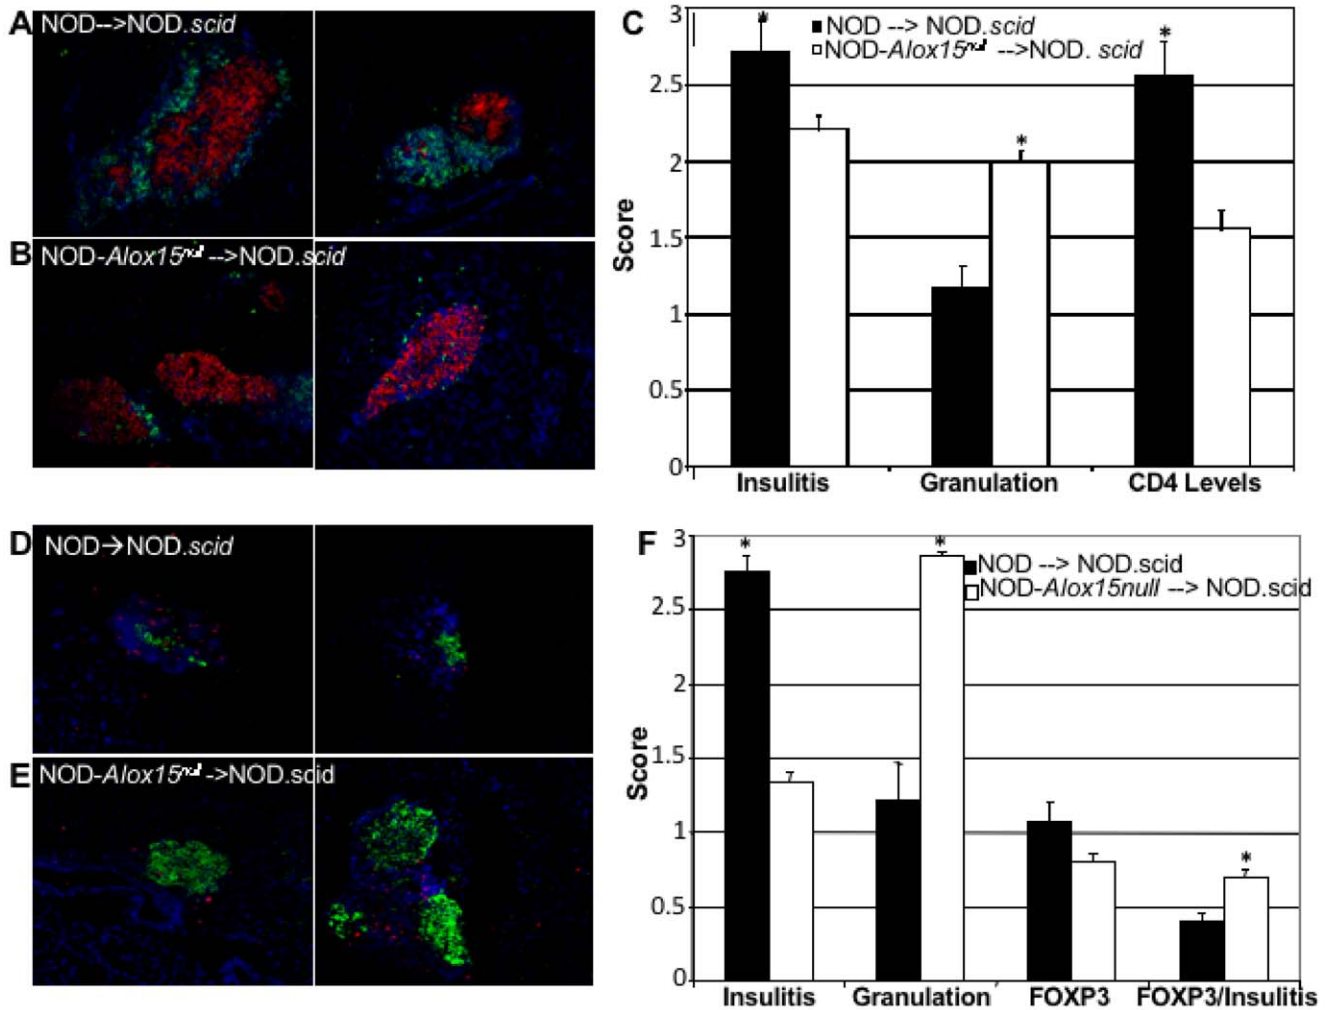 A NOD-->NOD.scid
B NOD-Alox15null -->NOD.scid
C
NOD --> NOD.scid
NOD-Alox15null -->NOD. scid
Score
3
2.5
2
1.5
1
0.5
0
*
*
*
Insulitis Granulation CD4 Levels
D NOD→NOD.scid
E NOD-Alox15null ->NOD.scid
F
NOD --> NOD.scid
NOD-Alox15null --> NOD.scid
Score
3
2.5
2
1.5
1
0.5
0
*
*
*
Insulitis Granulation FOXP3 FOXP3/Insulitis